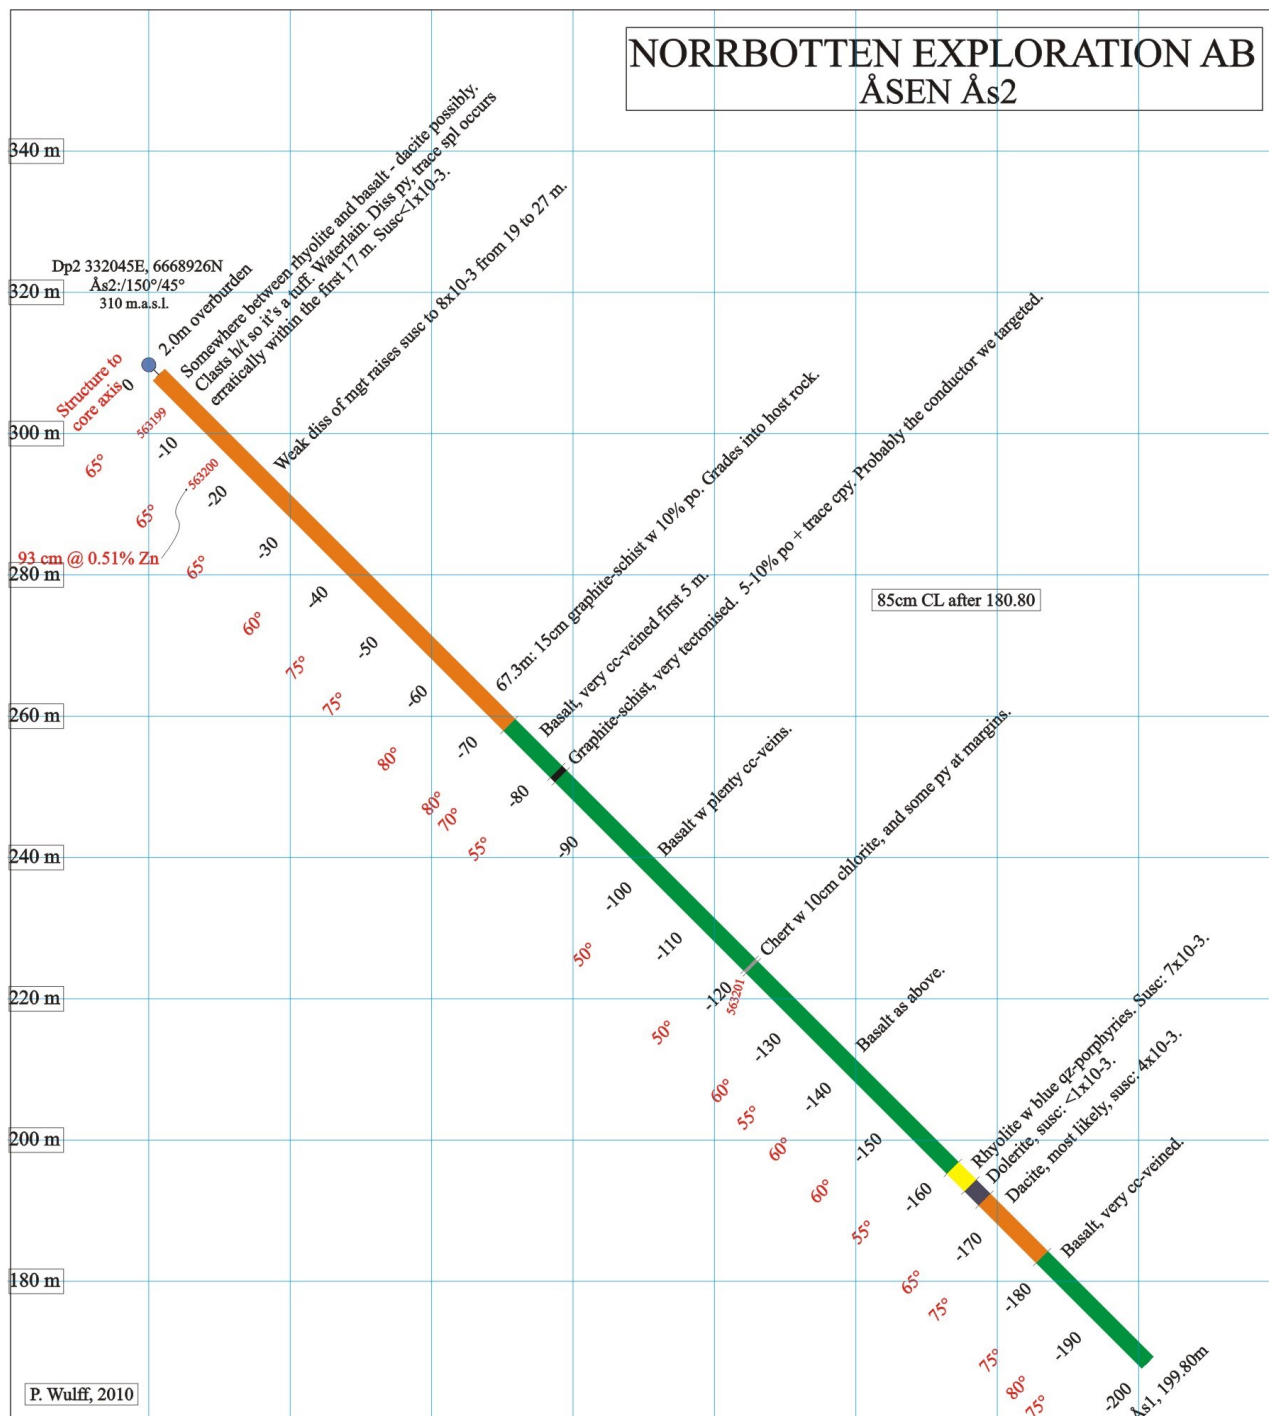 NORRBOTTEN EXPLORATION AB
ÅSEN Ås2
340 m
320 m
300 m
280 m
260 m
240 m
220 m
200 m
180 m
Dp2 332045E, 6668926N
Ås2:/150°/45°
310 m.a.s.l.
2.0m overburden
Somewhere between rhyolite and basalt - dacite possibly.
Clasts h/t so it's a tuff. Waterlain. Diss py, trace spl occurs
erratically within the first 17 m. Susc<1x10-3.
Weak diss of mgt raises susc to 8x10-3 from 19 to 27 m.
67.3m: 15cm graphite-schist w 10% po. Grades into host rock.
Basalt, very cc-veined first 5 m.
Graphite-schist, very tectonised. 5-10% po + trace cpy. Probably the conductor we targeted.
Basalt w plenty cc-veins.
Chert w 10cm chlorite, and some py at margins.
Basalt as above.
Rhyolite w blue qz-porphyries. Susc: 7x10-3.
Dolerite, susc: <1x10-3.
Dacite, most likely, susc: 4x10-3.
Basalt, very cc-veined.
Ås1, 199.80m
85cm CL after 180.80
Structure to
core axis
0
-10
-20
-30
-40
-50
-60
-70
-80
-90
-100
-110
-120
-130
-140
-150
-160
-170
-180
-190
-200
563199
563200
563201
93 cm @ 0.51% Zn
65°
65°
65°
60°
75°
75°
80°
80°
70°
55°
50°
50°
60°
55°
60°
60°
55°
65°
75°
75°
80°
75°
P. Wulff, 2010